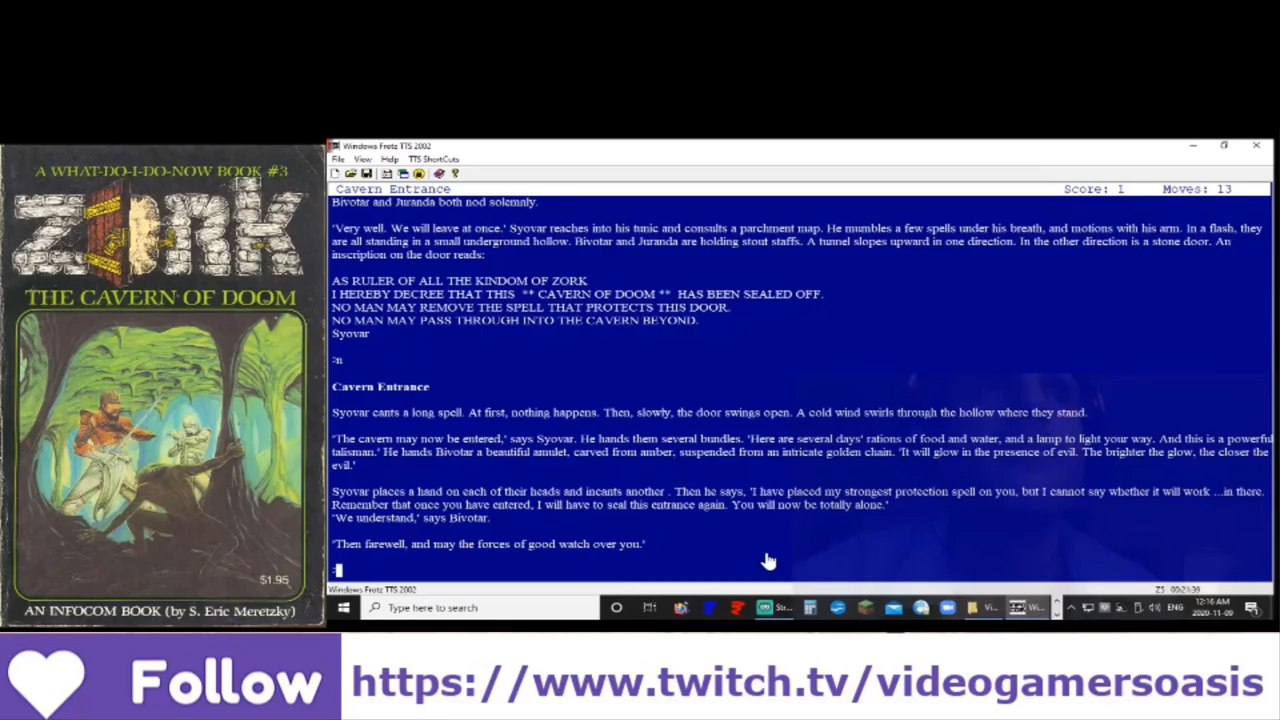 A WHAT-DO-I-DO-NOW BOOK #3
ZORK
THE CAVERN OF DOOM
$1.95
AN INFOCOM BOOK (by S. Eric Meretzky)
Windows Frotz TTS 2002
File View Help TTS ShortCuts
Cavern Entrance Score: 1 Moves: 13
Bivotar and Juranda both nod solemnly.
'Very well. We will leave at once.' Syovar reaches into his tunic and consults a parchment map. He mumbles a few spells under his breath, and motions with his arm. In a flash, they
are all standing in a small underground hollow. Bivotar and Juranda are holding stout staffs. A tunnel slopes upward in one direction. In the other direction is a stone door. An
inscription on the door reads:
AS RULER OF ALL THE KINDOM OF ZORK
I HEREBY DECREE THAT THIS ** CAVERN OF DOOM ** HAS BEEN SEALED OFF.
NO MAN MAY REMOVE THE SPELL THAT PROTECTS THIS DOOR.
NO MAN MAY PASS THROUGH INTO THE CAVERN BEYOND.
Syovar
>n
Cavern Entrance
Syovar cants a long spell. At first, nothing happens. Then, slowly, the door swings open. A cold wind swirls through the hollow where they stand.
'The cavern may now be entered,' says Syovar. He hands them several bundles. 'Here are several days' rations of food and water, and a lamp to light your way. And this is a powerful
talisman.' He hands Bivotar a beautiful amulet, carved from amber, suspended from an intricate golden chain. 'It will glow in the presence of evil. The brighter the glow, the closer the
evil.'
Syovar places a hand on each of their heads and incants another . Then he says, 'I have placed my strongest protection spell on you, but I cannot say whether it will work ...in there.
Remember that once you have entered, I will have to seal this entrance again. You will now be totally alone.'
'We understand,' says Bivotar.
'Then farewell, and may the forces of good watch over you.'
>
Windows Frotz TTS 2002
Type here to search
Str...
Vi...
Wi...
ENG
12:16 AM
2020-11-09
Follow
https://www.twitch.tv/videogamersoasis